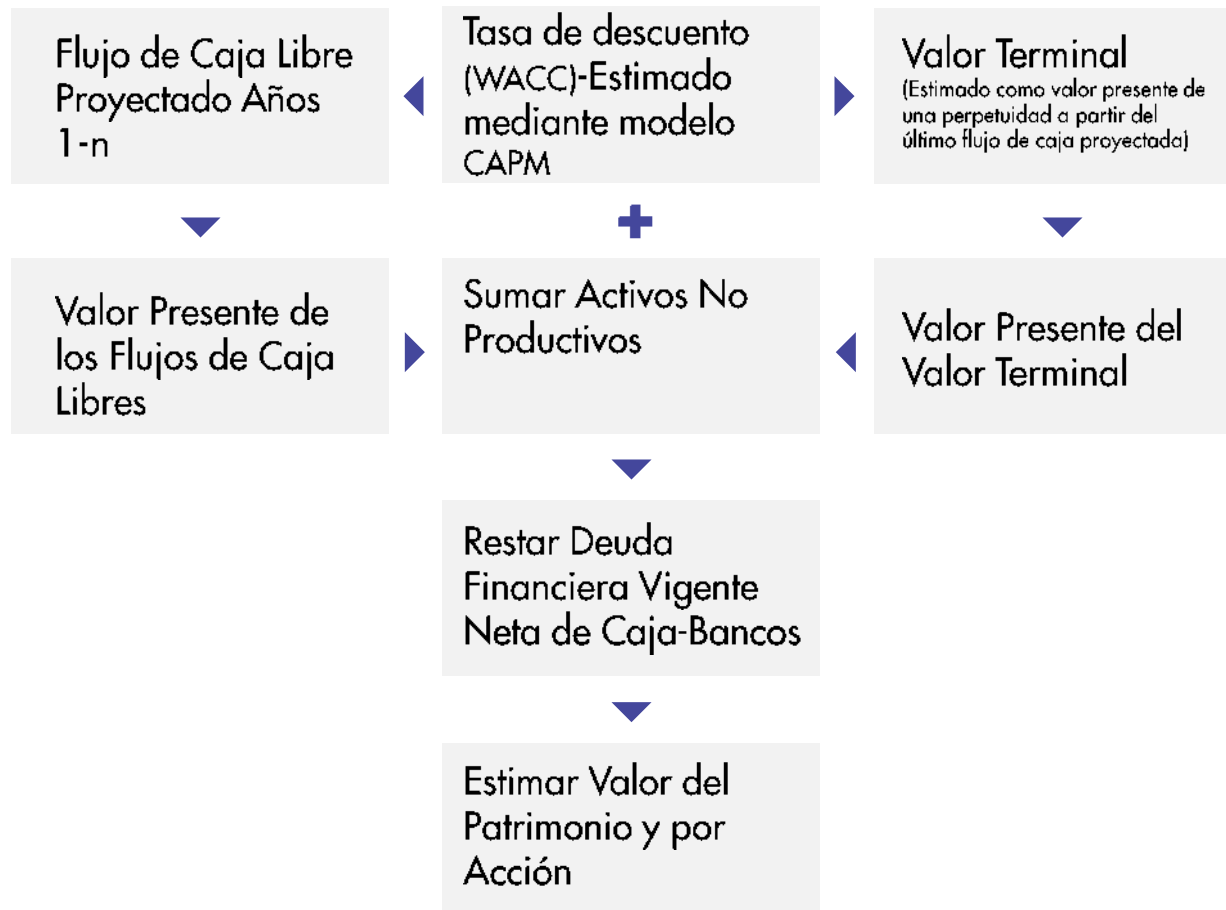 Flujo de Caja Libre
Proyectado Años
1-n
Tasa de descuento
(WACC)-Estimado
mediante modelo
CAPM
Valor Terminal
(Estimado como valor presente de
una perpetuidad a partir del
último flujo de caja proyectada)
Valor Presente de
los Flujos de Caja
Libres
Sumar Activos No
Productivos
Valor Presente del
Valor Terminal
Restar Deuda
Financiera Vigente
Neta de Caja-Bancos
Estimar Valor del
Patrimonio y por
Acción